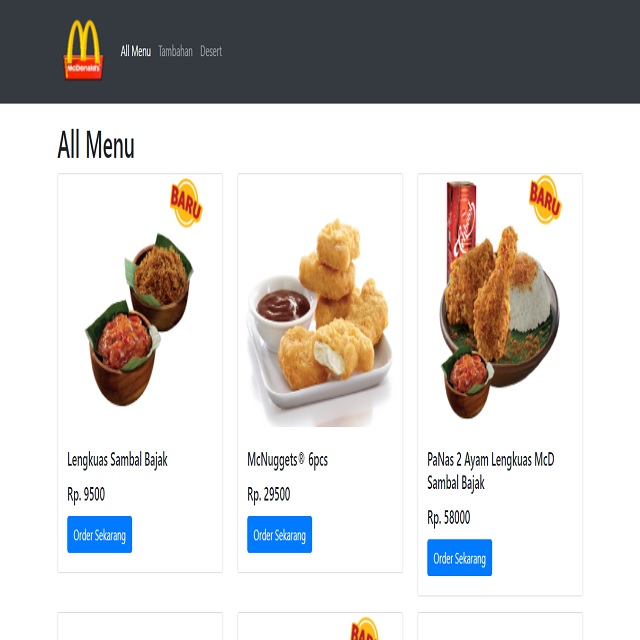 McDonald's
All Menu Tambahan Desert
All Menu
BARU
BARU
Lengkuas Sambal Bajak
Rp. 9500
Order Sekarang
McNuggets® 6pcs
Rp. 29500
Order Sekarang
PaNas 2 Ayam Lengkuas McD
Sambal Bajak
Rp. 58000
Order Sekarang